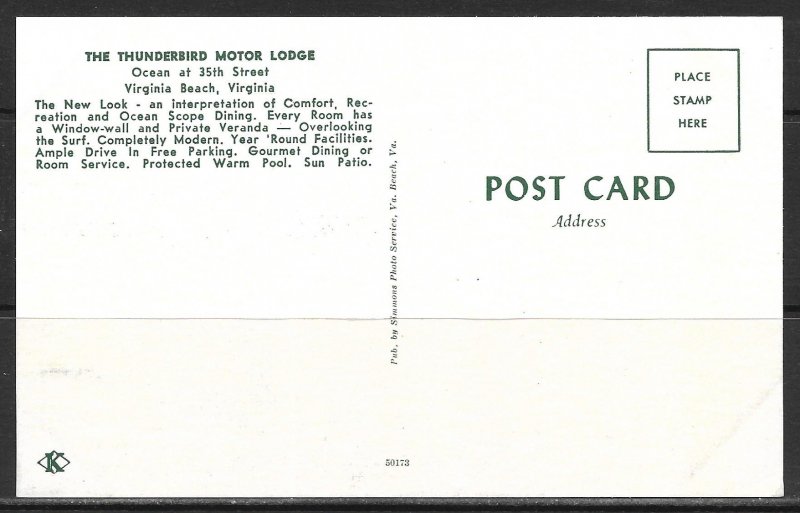 THE THUNDERBIRD MOTOR LODGE
Ocean at 35th Street
Virginia Beach, Virginia
The New Look - an interpretation of Comfort, Rec-
reation and Ocean Scope Dining. Every Room has
a Window-wall and Private Veranda — Overlooking
the Surf. Completely Modern. Year 'Round Facilities.
Ample Drive In Free Parking. Gourmet Dining or
Room Service. Protected Warm Pool. Sun Patio.
Pub. by Simmons Photo Service, Va. Beach, Va.
PLACE
STAMP
HERE
POST CARD
Address
K
50173